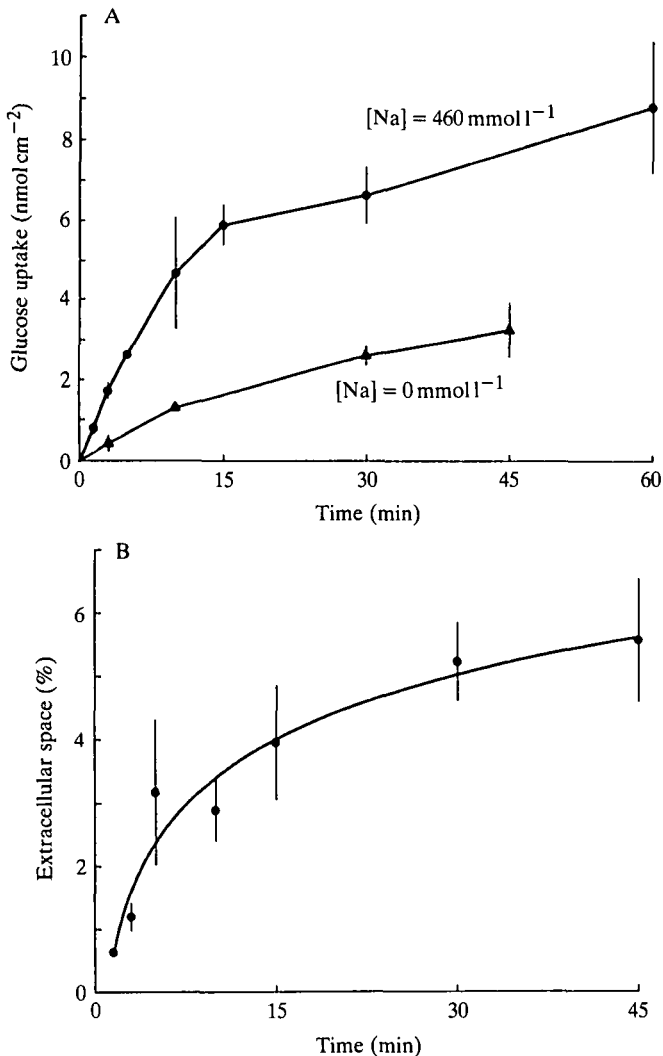 A
Glucose uptake (nmol cm⁻²)
10
8
6
4
2
0
[Na] = 460 mmol l⁻¹
[Na] = 0 mmol l⁻¹
0 15 30 45 60
Time (min)
B
Extracellular space (%)
6
4
2
0
0 15 30 45
Time (min)